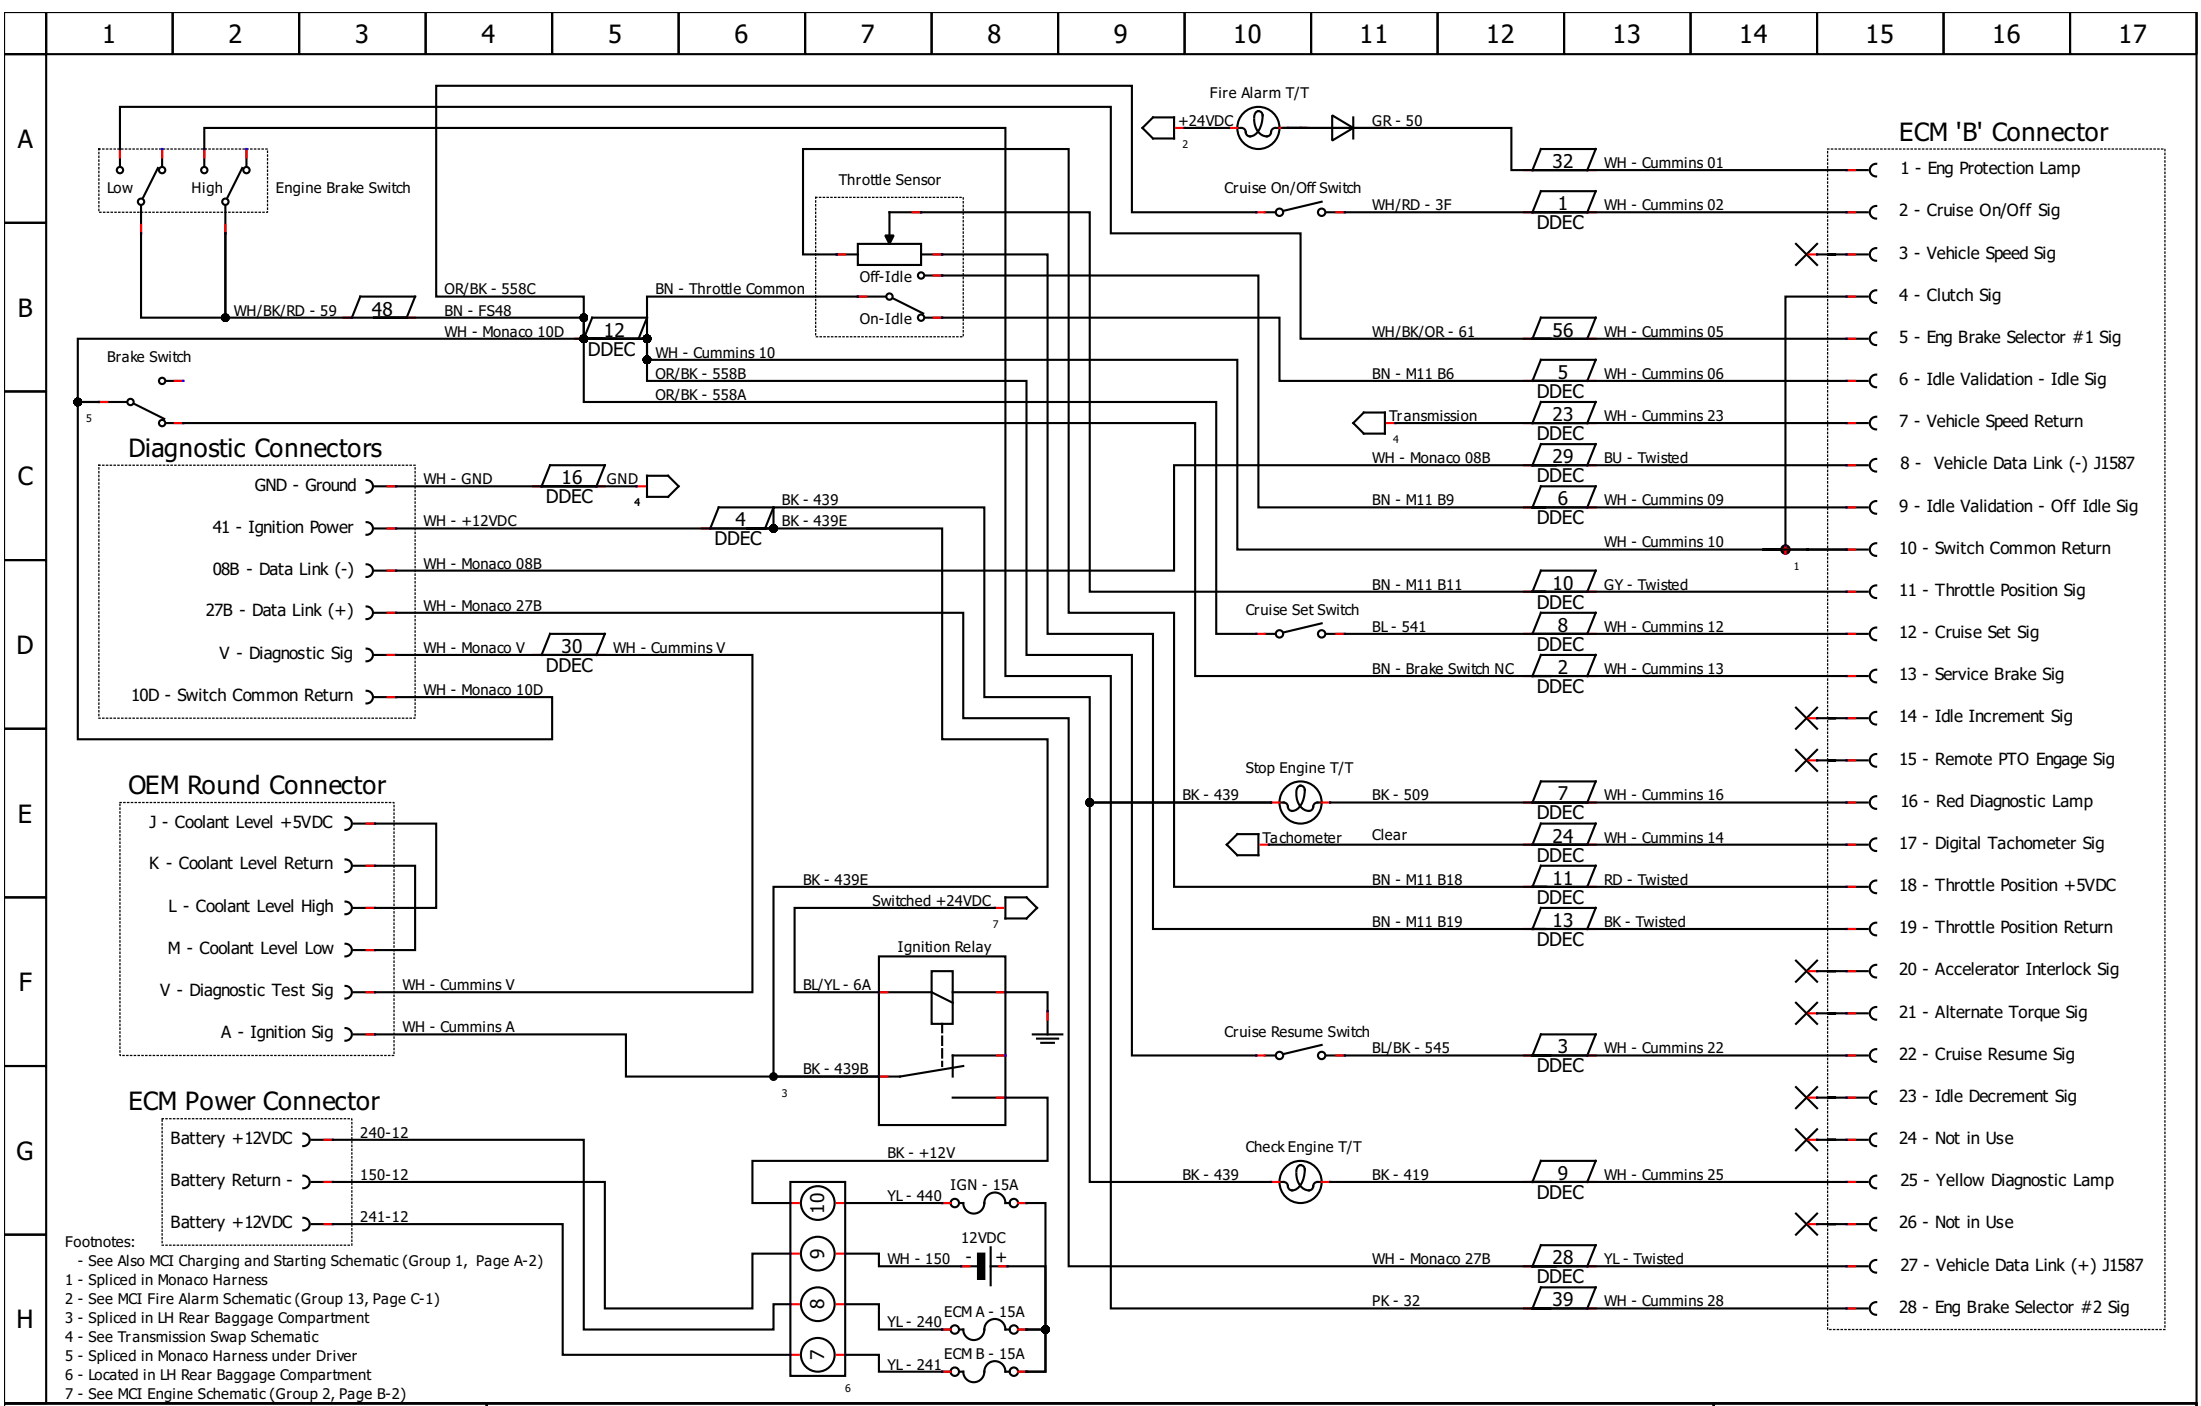 1 2 3 4 5 6 7 8 9 10 11 12 13 14 15 16 17
A
B
C
D
E
F
G
H
Low
High
Engine Brake Switch
WH/BK/RD - 59
48
OR/BK - 558C
BN - FS48
WH - Monaco 10D
12
DDEC
BN - Throttle Common
WH - Cummins 10
OR/BK - 558B
OR/BK - 558A
Throttle Sensor
Off-Idle
On-Idle
Brake Switch
5
Diagnostic Connectors
GND - Ground
WH - GND
16
DDEC
GND
4
41 - Ignition Power
WH - +12VDC
4
DDEC
BK - 439
BK - 439E
08B - Data Link (-)
WH - Monaco 08B
27B - Data Link (+)
WH - Monaco 27B
V - Diagnostic Sig
WH - Monaco V
30
DDEC
WH - Cummins V
10D - Switch Common Return
WH - Monaco 10D
OEM Round Connector
J - Coolant Level +5VDC
K - Coolant Level Return
L - Coolant Level High
M - Coolant Level Low
V - Diagnostic Test Sig
WH - Cummins V
A - Ignition Sig
WH - Cummins A
BK - 439E
Switched +24VDC
7
Ignition Relay
BL/YL - 6A
BK - 439B
3
ECM Power Connector
Battery +12VDC
240-12
Battery Return -
150-12
Battery +12VDC
241-12
BK - +12V
10
YL - 440
IGN - 15A
9
WH - 150
12VDC
- +
8
YL - 240
ECM A - 15A
7
YL - 241
ECM B - 15A
6
Footnotes:
- See Also MCI Charging and Starting Schematic (Group 1, Page A-2)
1 - Spliced in Monaco Harness
2 - See MCI Fire Alarm Schematic (Group 13, Page C-1)
3 - Spliced in LH Rear Baggage Compartment
4 - See Transmission Swap Schematic
5 - Spliced in Monaco Harness under Driver
6 - Located in LH Rear Baggage Compartment
7 - See MCI Engine Schematic (Group 2, Page B-2)
Fire Alarm T/T
+24VDC
2
GR - 50
32
WH - Cummins 01
Cruise On/Off Switch
WH/RD - 3F
1
DDEC
WH - Cummins 02
WH/BK/OR - 61
56
WH - Cummins 05
BN - M11 B6
5
DDEC
WH - Cummins 06
Transmission
4
23
DDEC
WH - Cummins 23
WH - Monaco 08B
29
DDEC
BU - Twisted
BN - M11 B9
6
DDEC
WH - Cummins 09
WH - Cummins 10
1
BN - M11 B11
10
DDEC
GY - Twisted
Cruise Set Switch
BL - 541
8
DDEC
WH - Cummins 12
BN - Brake Switch NC
2
DDEC
WH - Cummins 13
Stop Engine T/T
BK - 439
BK - 509
7
DDEC
WH - Cummins 16
Tachometer
Clear
24
DDEC
WH - Cummins 14
BN - M11 B18
11
DDEC
RD - Twisted
BN - M11 B19
13
DDEC
BK - Twisted
Cruise Resume Switch
BL/BK - 545
3
DDEC
WH - Cummins 22
Check Engine T/T
BK - 439
BK - 419
9
DDEC
WH - Cummins 25
WH - Monaco 27B
28
DDEC
YL - Twisted
PK - 32
39
WH - Cummins 28
ECM 'B' Connector
1 - Eng Protection Lamp
2 - Cruise On/Off Sig
3 - Vehicle Speed Sig
4 - Clutch Sig
5 - Eng Brake Selector #1 Sig
6 - Idle Validation - Idle Sig
7 - Vehicle Speed Return
8 - Vehicle Data Link (-) J1587
9 - Idle Validation - Off Idle Sig
10 - Switch Common Return
11 - Throttle Position Sig
12 - Cruise Set Sig
13 - Service Brake Sig
14 - Idle Increment Sig
15 - Remote PTO Engage Sig
16 - Red Diagnostic Lamp
17 - Digital Tachometer Sig
18 - Throttle Position +5VDC
19 - Throttle Position Return
20 - Accelerator Interlock Sig
21 - Alternate Torque Sig
22 - Cruise Resume Sig
23 - Idle Decrement Sig
24 - Not in Use
25 - Yellow Diagnostic Lamp
26 - Not in Use
27 - Vehicle Data Link (+) J1587
28 - Eng Brake Selector #2 Sig